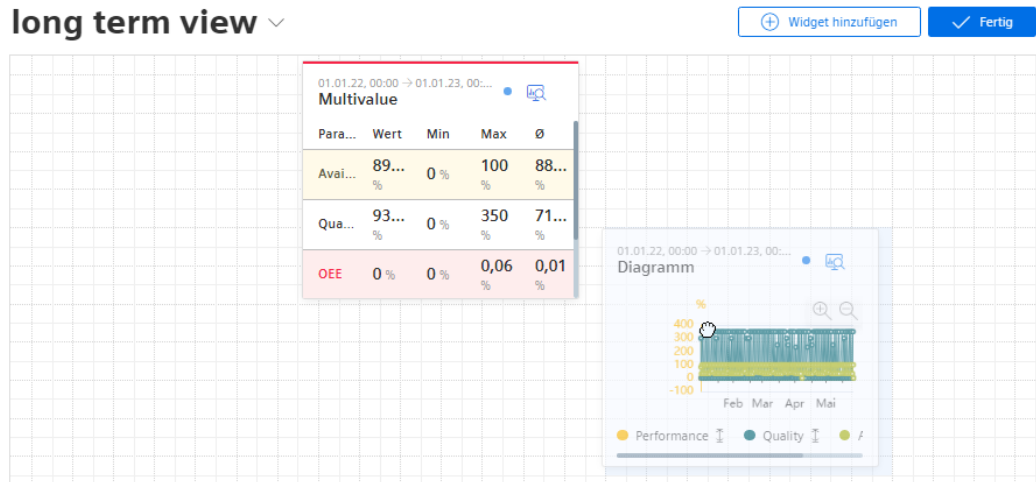 long term view
Widget hinzufügen
Fertig
01.01.22, 00:00 → 01.01.23, 00:...
Multivalue
Para... Wert Min Max Ø
Avai... 89... % 0 % 100 % 88... %
Qua... 93... % 0 % 350 % 71... %
OEE 0 % 0 % 0,06 % 0,01 %
01.01.22, 00:00 → 01.01.23, 00:...
Diagramm
%
400
300
200
100
0
-100
Feb Mar Apr Mai
Performance Quality